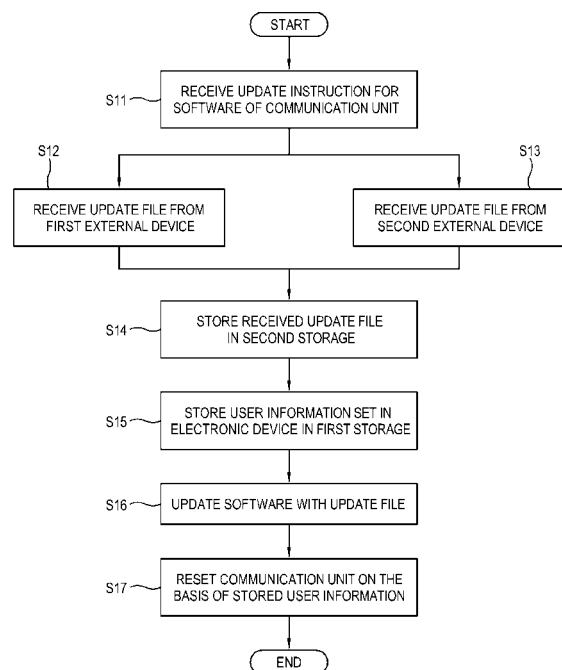 START
S11
RECEIVE UPDATE INSTRUCTION FOR
SOFTWARE OF COMMUNICATION UNIT
S12
S13
RECEIVE UPDATE FILE FROM
FIRST EXTERNAL DEVICE
RECEIVE UPDATE FILE FROM
SECOND EXTERNAL DEVICE
S14
STORE RECEIVED UPDATE FILE
IN SECOND STORAGE
S15
STORE USER INFORMATION SET IN
ELECTRONIC DEVICE IN FIRST STORAGE
S16
UPDATE SOFTWARE WITH UPDATE FILE
S17
RESET COMMUNICATION UNIT ON THE
BASIS OF STORED USER INFORMATION
END